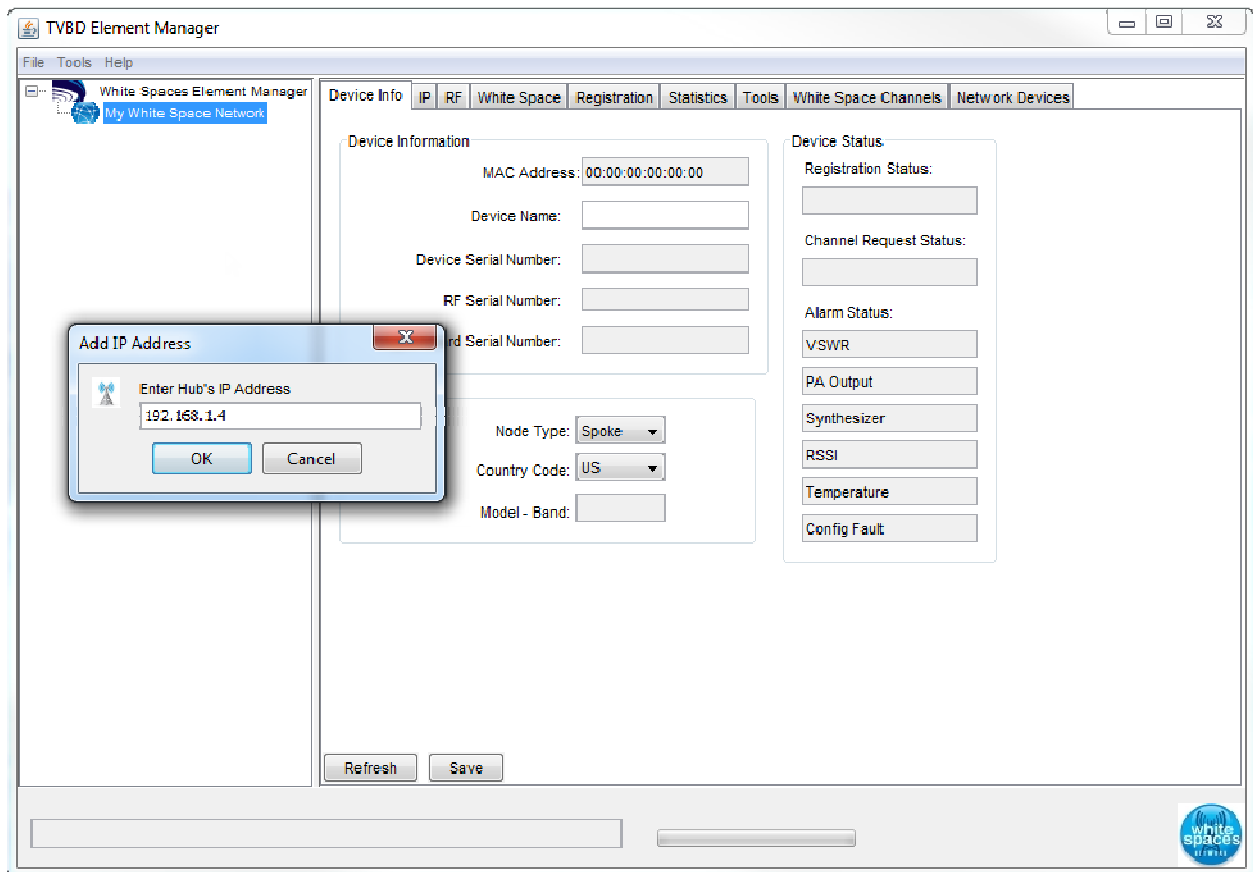 TVBD Element Manager
File Tools Help
White Spaces Element Manager
My White Space Network
Device Info IP RF White Space Registration Statistics Tools White Space Channels Network Devices
Device Information
MAC Address: 00:00:00:00:00:00
Device Name:
Device Serial Number:
RF Serial Number:
rd Serial Number:
Node Type: Spoke
Country Code: US
Model - Band:
Device Status
Registration Status:
Channel Request Status:
Alarm Status:
VSWR
PA Output
Synthesizer
RSSI
Temperature
Config Fault
Add IP Address
Enter Hub's IP Address
192.168.1.4
OK Cancel
Refresh Save
white
spaces
NETWORK